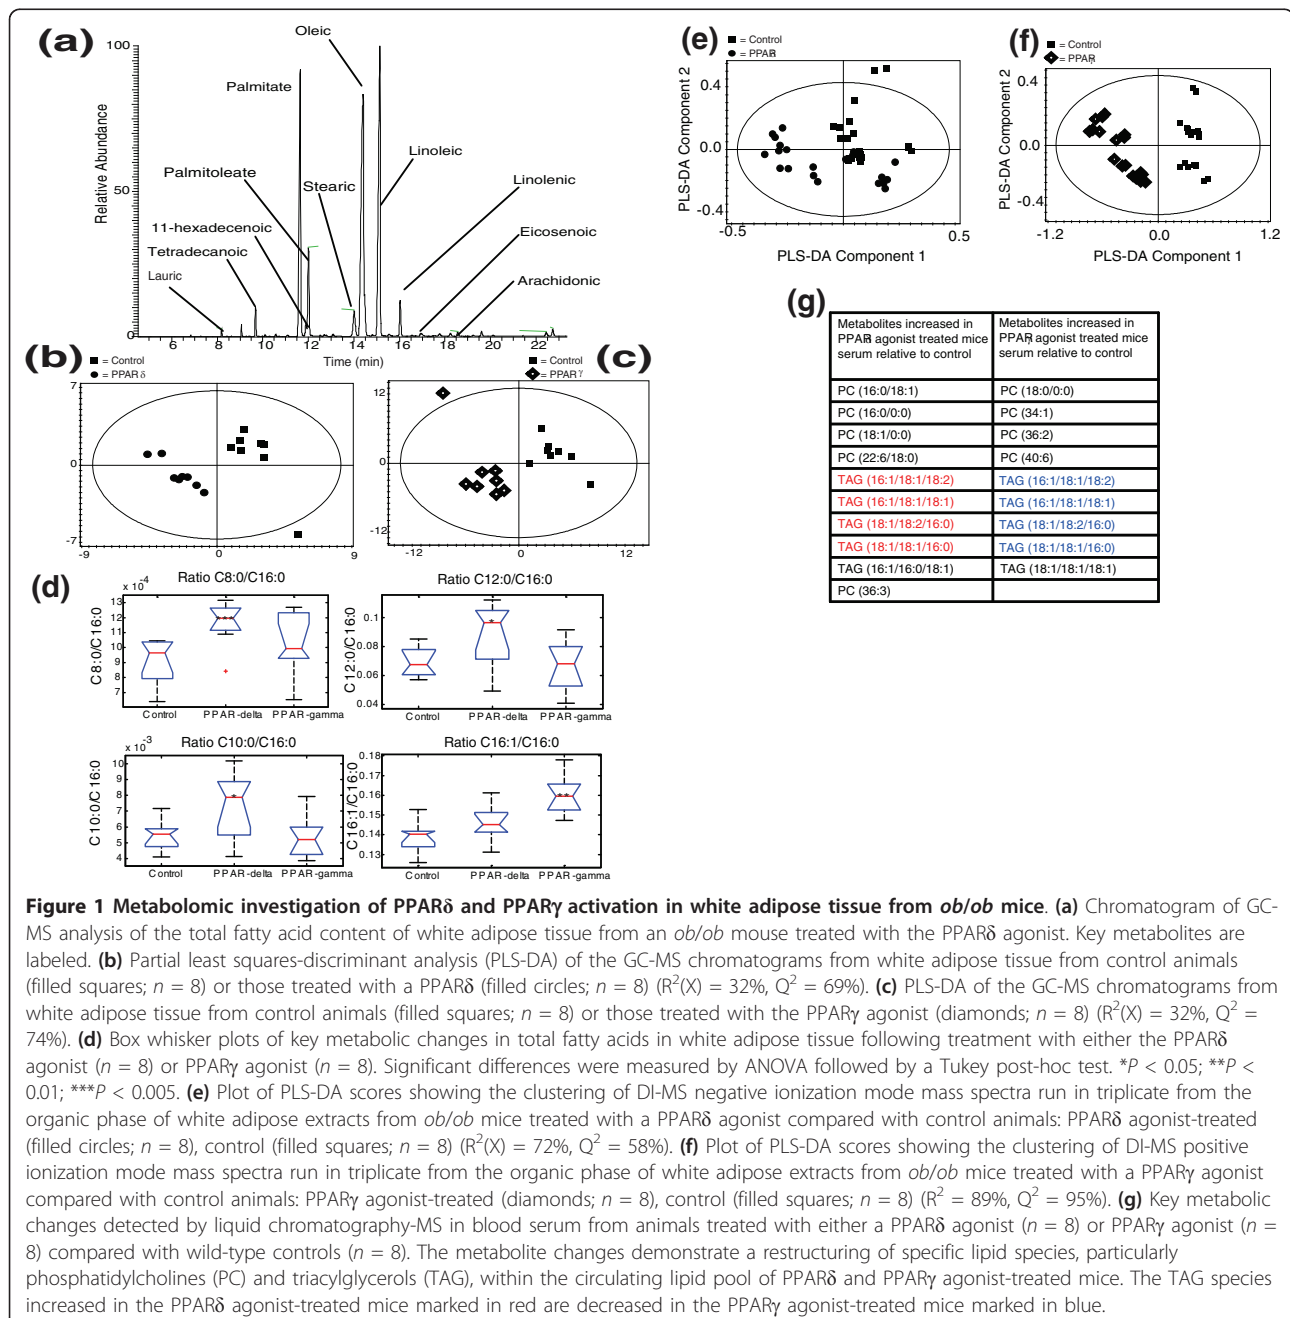 (a)
Relative Abundance
100
50
0
Oleic
Palmitate
Palmitoleate
Stearic
Linoleic
Linolenic
11-hexadecenoic
Eicosenoic
Tetradecanoic
Lauric
Arachidonic
6 8 10 12 14 16 18 20 22
Time (min)
(b)
■ = Control
● = PPAR δ
7
0
-7
-9 0 9
(c)
■ = Control
= PPAR γ
12
0
-12
-12 0 12
(d)
Ratio C8:0/C16:0
x 10⁻⁴
C8:0/C16:0
13
12
11
10
9
8
7
Control PPAR-delta PPAR-gamma
***
Ratio C12:0/C16:0
C12:0/C16:0
0.1
0.08
0.06
0.04
Control PPAR-delta PPAR-gamma
*
Ratio C10:0/C16:0
x 10⁻³
C10:0/C16:0
10
9
8
7
6
5
4
Control PPAR-delta PPAR-gamma
*
Ratio C16:1/C16:0
C16:1/C16:0
0.18
0.16
0.15
0.14
0.13
Control PPAR-delta PPAR-gamma
**
(e)
■ = Control
PLS-DA Component 2
0.4
0.0
-0.4
-0.5 0.5
PLS-DA Component 1
(f)
■ = Control
PLS-DA Component 2
0.4
0.0
-0.4
-1.2 0.0 1.2
PLS-DA Component 1
(g)
Metabolites increased in
agonist treated mice
serum relative to control
Metabolites increased in
agonist treated mice
serum relative to control
PC (16:0/18:1) PC (18:0/0:0)
PC (16:0/0:0) PC (34:1)
PC (18:1/0:0) PC (36:2)
PC (22:6/18:0) PC (40:6)
TAG (16:1/18:1/18:2) TAG (16:1/18:1/18:2)
TAG (16:1/18:1/18:1) TAG (16:1/18:1/18:1)
TAG (18:1/18:2/16:0) TAG (18:1/18:2/16:0)
TAG (18:1/18:1/16:0) TAG (18:1/18:1/16:0)
TAG (16:1/16:0/18:1) TAG (18:1/18:1/18:1)
PC (36:3)
Figure 1 Metabolomic investigation of PPARδ and PPARγ activation in white adipose tissue from ob/ob mice. (a) Chromatogram of GC-
MS analysis of the total fatty acid content of white adipose tissue from an ob/ob mouse treated with the PPARδ agonist. Key metabolites are
labeled. (b) Partial least squares-discriminant analysis (PLS-DA) of the GC-MS chromatograms from white adipose tissue from control animals
(filled squares; n = 8) or those treated with a PPARδ (filled circles; n = 8) (R²(X) = 32%, Q² = 69%). (c) PLS-DA of the GC-MS chromatograms from
white adipose tissue from control animals (filled squares; n = 8) or those treated with the PPARγ agonist (diamonds; n = 8) (R²(X) = 32%, Q² =
74%). (d) Box whisker plots of key metabolic changes in total fatty acids in white adipose tissue following treatment with either the PPARδ
agonist (n = 8) or PPARγ agonist (n = 8). Significant differences were measured by ANOVA followed by a Tukey post-hoc test. *P < 0.05; **P <
0.01; ***P < 0.005. (e) Plot of PLS-DA scores showing the clustering of DI-MS negative ionization mode mass spectra run in triplicate from the
organic phase of white adipose extracts from ob/ob mice treated with a PPARδ agonist compared with control animals: PPARδ agonist-treated
(filled circles; n = 8), control (filled squares; n = 8) (R²(X) = 72%, Q² = 58%). (f) Plot of PLS-DA scores showing the clustering of DI-MS positive
ionization mode mass spectra run in triplicate from the organic phase of white adipose extracts from ob/ob mice treated with a PPARγ agonist
compared with control animals: PPARγ agonist-treated (diamonds; n = 8), control (filled squares; n = 8) (R² = 89%, Q² = 95%). (g) Key metabolic
changes detected by liquid chromatography-MS in blood serum from animals treated with either a PPARδ agonist (n = 8) or PPARγ agonist (n =
8) compared with wild-type controls (n = 8). The metabolite changes demonstrate a restructuring of specific lipid species, particularly
phosphatidylcholines (PC) and triacylglycerols (TAG), within the circulating lipid pool of PPARδ and PPARγ agonist-treated mice. The TAG species
increased in the PPARδ agonist-treated mice marked in red are decreased in the PPARγ agonist-treated mice marked in blue.